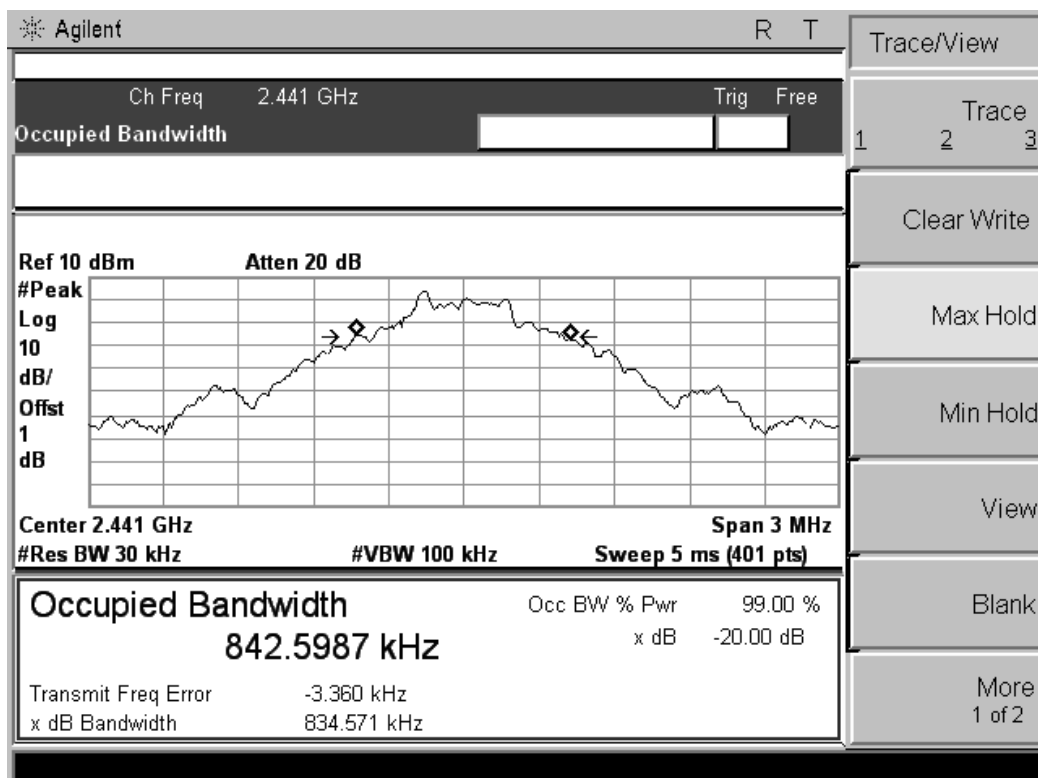 Agilent R T
Ch Freq 2.441 GHz Trig Free
Occupied Bandwidth
Ref 10 dBm Atten 20 dB
#Peak
Log
10
dB/
Offst
1
dB
Center 2.441 GHz Span 3 MHz
#Res BW 30 kHz #VBW 100 kHz Sweep 5 ms (401 pts)
Occupied Bandwidth
842.5987 kHz
Occ BW % Pwr 99.00 %
x dB -20.00 dB
Transmit Freq Error -3.360 kHz
x dB Bandwidth 834.571 kHz
Trace/View
Trace
1 2 3
Clear Write
Max Hold
Min Hold
View
Blank
More
1 of 2